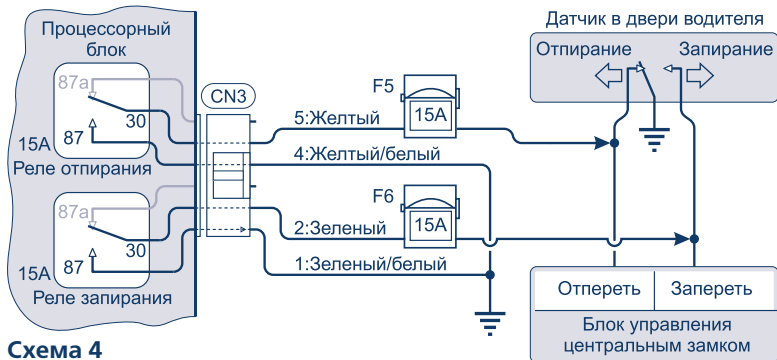 Процессорный
блок
87a
30
15A 87
Реле отпирания
87a
30
15A 87
Реле запирания
CN3
5:Желтый
F5
15A
4:Желтый/белый
F6
15A
2:Зеленый
1:Зеленый/белый
Датчик в двери водителя
Отпирание Запирание
Отпереть Запереть
Блок управления
центральным замком
Схема 4